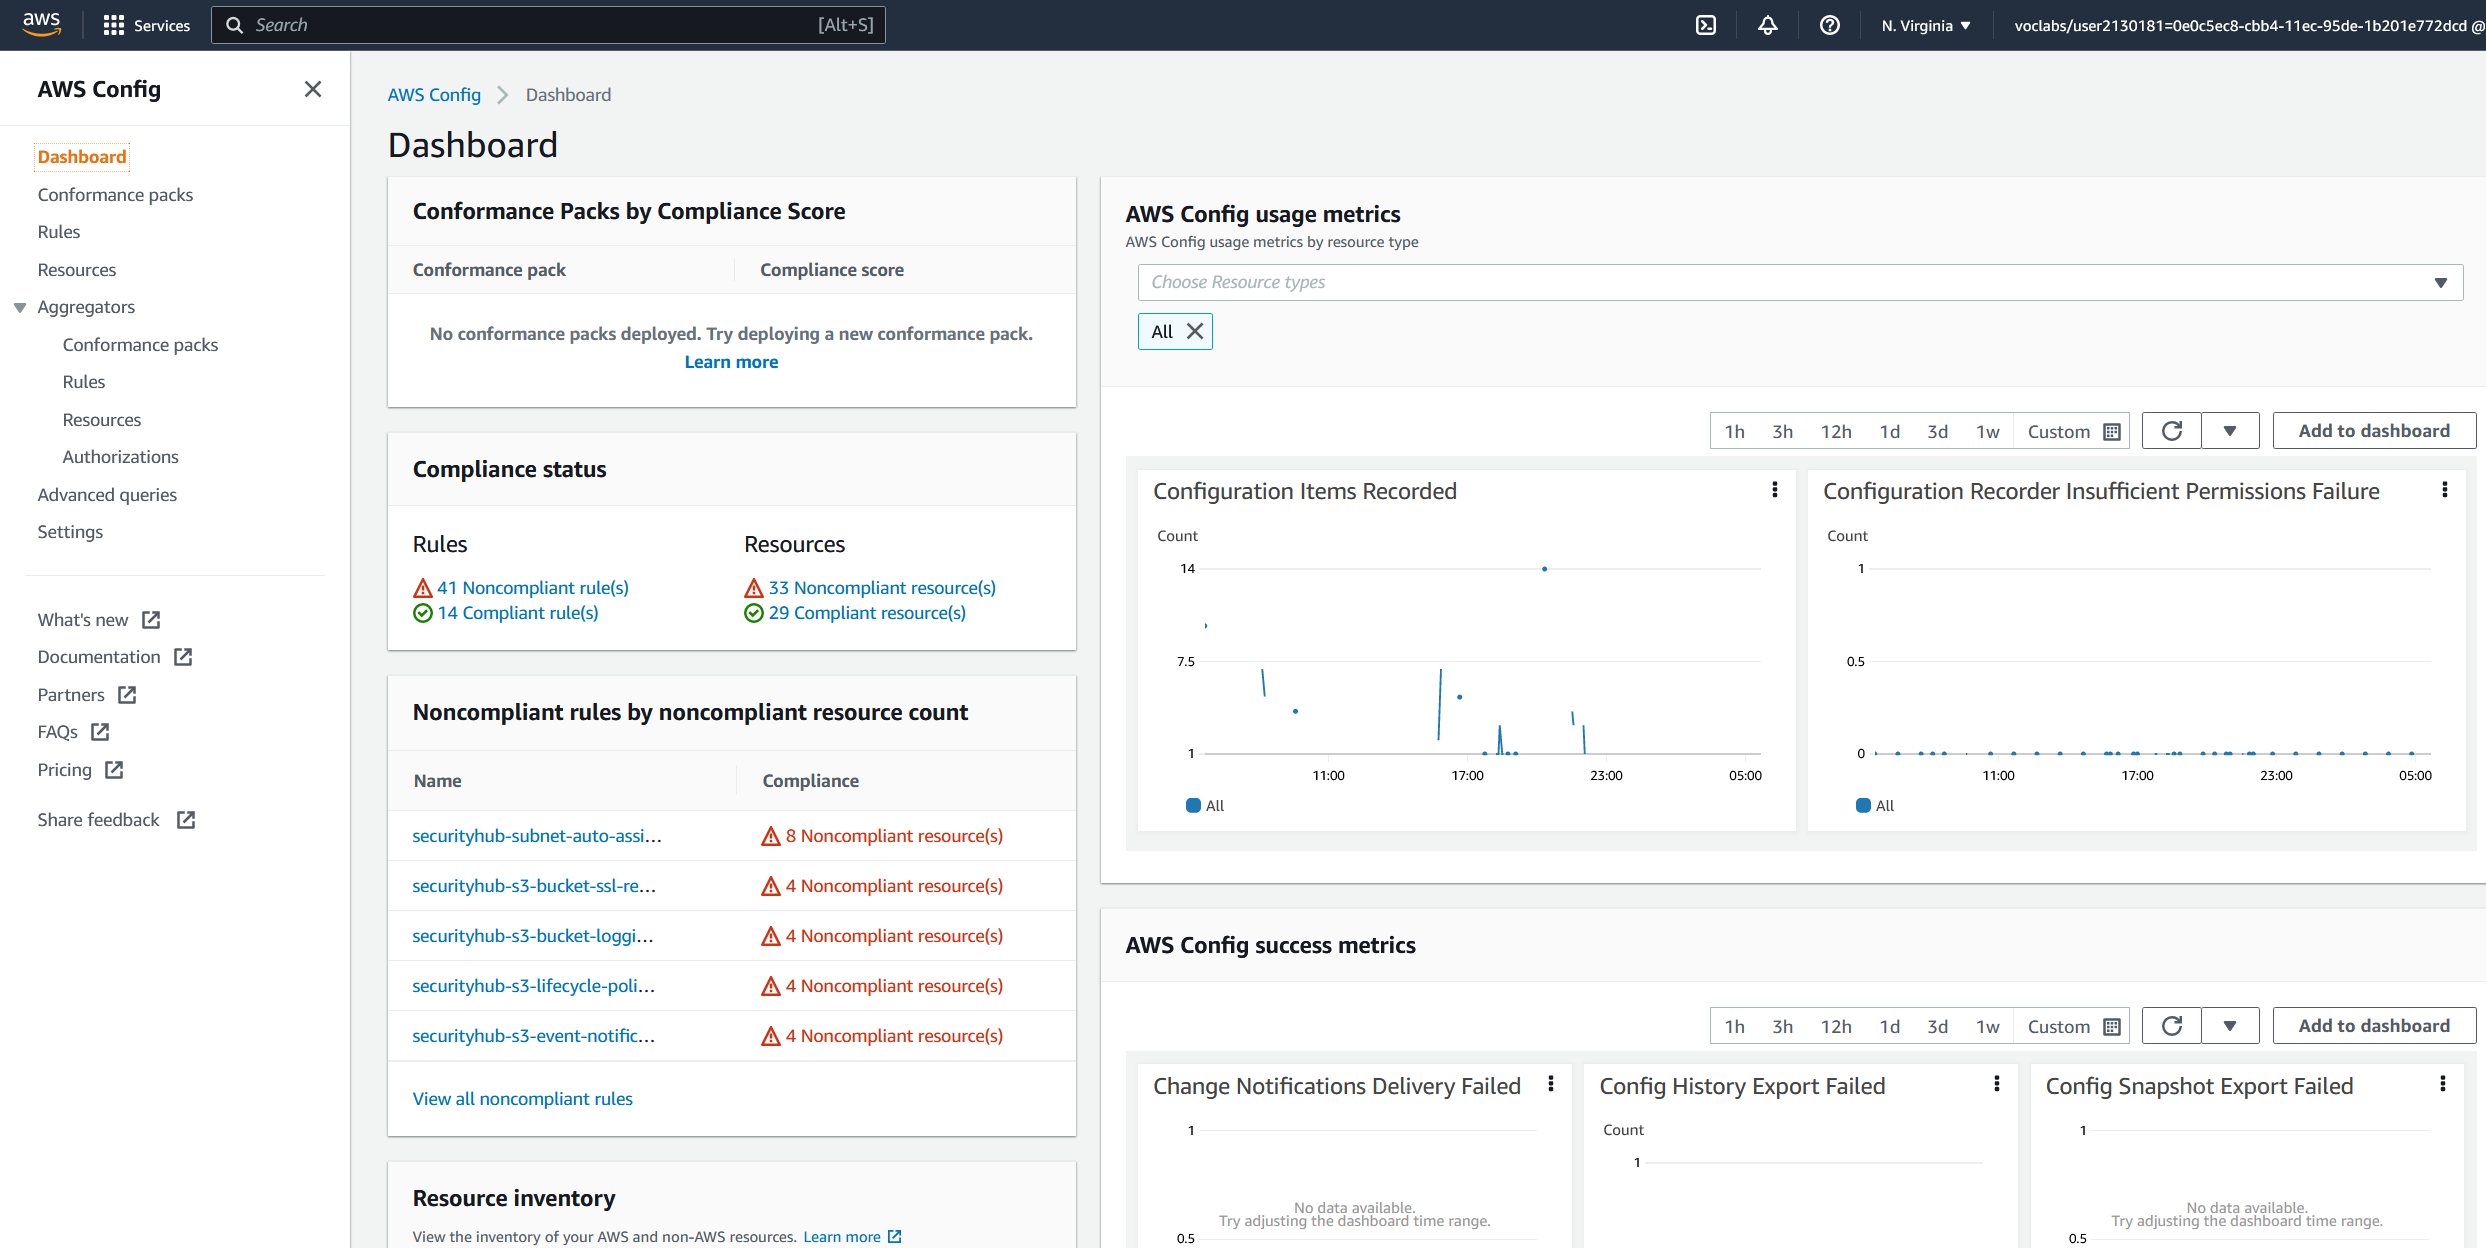 aws
Services
Search
[Alt+S]
N. Virginia
voclabs/user2130181=0e0c5ec8-cbb4-11ec-95de-1b201e772dcd @
AWS Config
Dashboard
Conformance packs
Rules
Resources
Aggregators
Conformance packs
Rules
Resources
Authorizations
Advanced queries
Settings
What's new
Documentation
Partners
FAQs
Pricing
Share feedback
AWS Config > Dashboard
Dashboard
Conformance Packs by Compliance Score
Conformance pack
Compliance score
No conformance packs deployed. Try deploying a new conformance pack.
Learn more
Compliance status
Rules
41 Noncompliant rule(s)
14 Compliant rule(s)
Resources
33 Noncompliant resource(s)
29 Compliant resource(s)
Noncompliant rules by noncompliant resource count
Name
Compliance
securityhub-subnet-auto-assi...
8 Noncompliant resource(s)
securityhub-s3-bucket-ssl-re...
4 Noncompliant resource(s)
securityhub-s3-bucket-loggi...
4 Noncompliant resource(s)
securityhub-s3-lifecycle-poli...
4 Noncompliant resource(s)
securityhub-s3-event-notific...
4 Noncompliant resource(s)
View all noncompliant rules
Resource inventory
View the inventory of your AWS and non-AWS resources. Learn more
AWS Config usage metrics
AWS Config usage metrics by resource type
Choose Resource types
All
1h 3h 12h 1d 3d 1w Custom
Add to dashboard
Configuration Items Recorded
Count
14
7.5
1
11:00 17:00 23:00 05:00
All
Configuration Recorder Insufficient Permissions Failure
Count
1
0.5
0
11:00 17:00 23:00 05:00
All
AWS Config success metrics
1h 3h 12h 1d 3d 1w Custom
Add to dashboard
Change Notifications Delivery Failed
1
No data available.
Try adjusting the dashboard time range.
0.5
Config History Export Failed
Count
1
Config Snapshot Export Failed
1
No data available.
Try adjusting the dashboard time range.
0.5